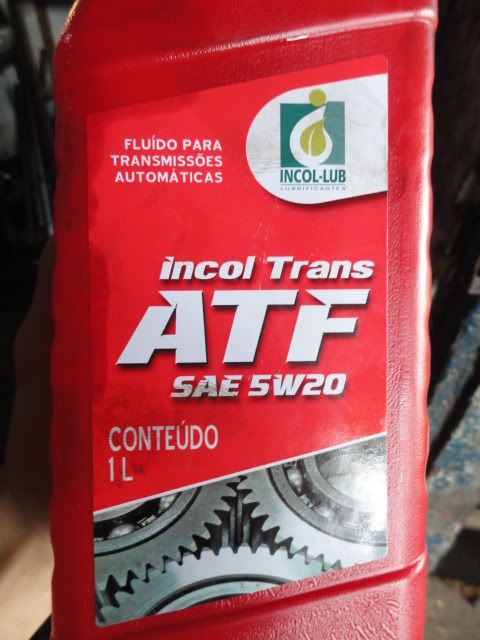 FLUÍDO PARA
TRANSMISSÕES
AUTOMÁTICAS
INCOL-LUB
LUBRIFICANTES
incol Trans
ATF
SAE 5W20
CONTEÚDO
1 L